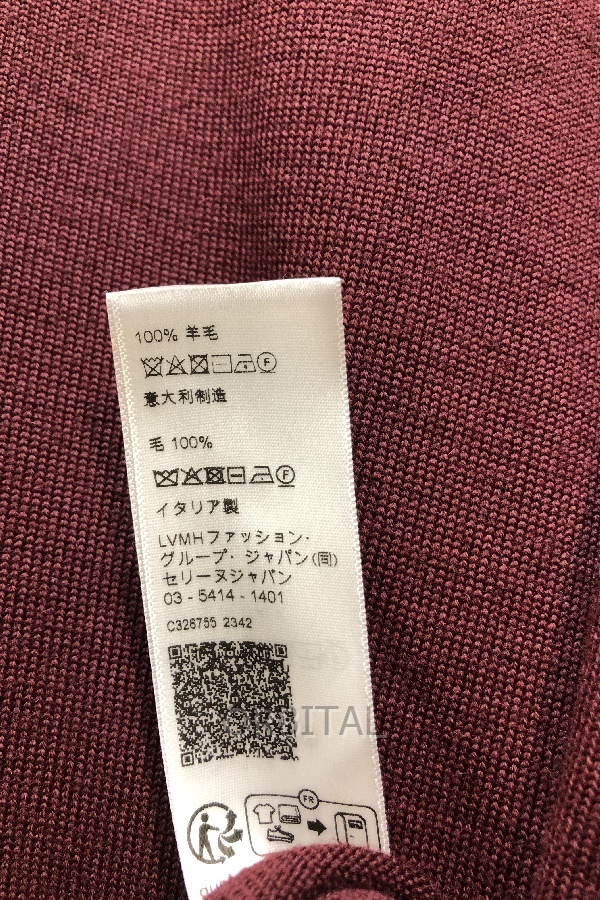 100% 羊毛
F
意大利制造
毛 100%
F
イタリア製
LVMHファッション・
グループ・ジャパン(同)
セリーヌジャパン
03 - 5414 - 1401
C326755 2342
ORBITAL
FR